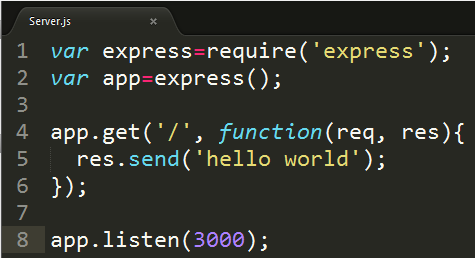 Server.js ×
1 var express=require('express');
2 var app=express();
3
4 app.get('/', function(req, res){
5   res.send('hello world');
6 });
7
8 app.listen(3000);